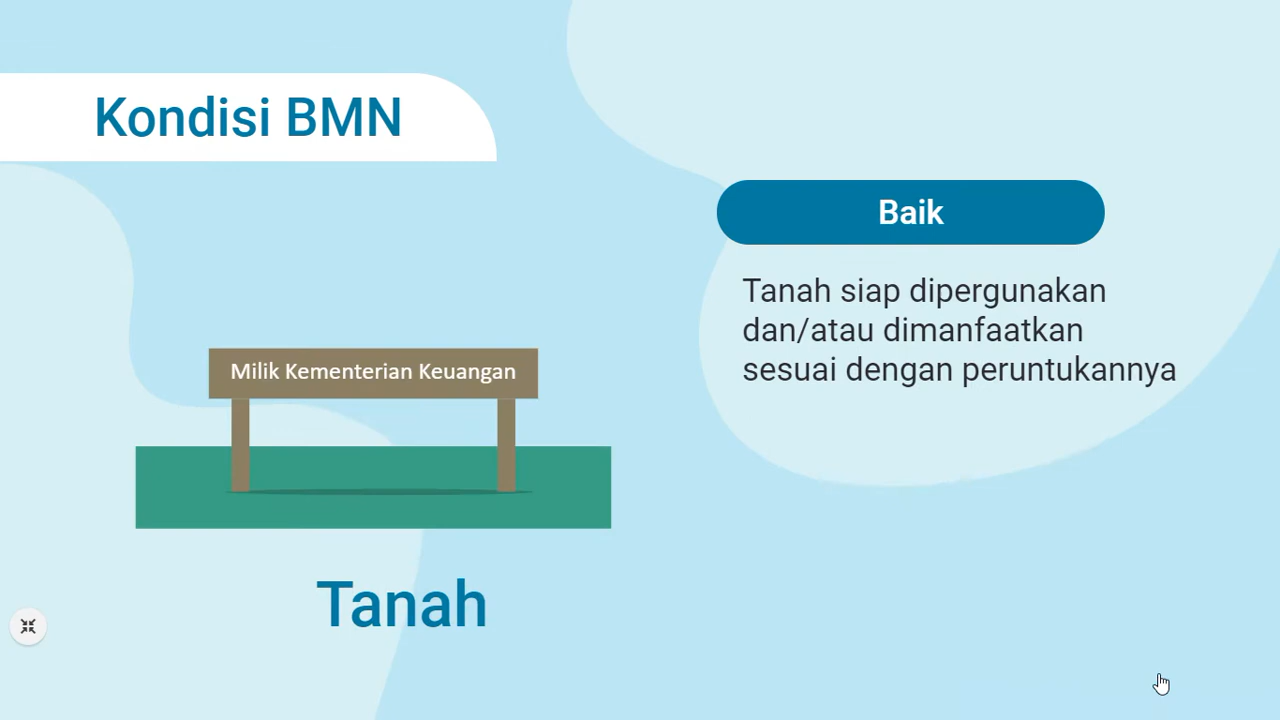 Kondisi BMN
Baik
Tanah siap dipergunakan
dan/atau dimanfaatkan
sesuai dengan peruntukannya
Milik Kementerian Keuangan
Tanah